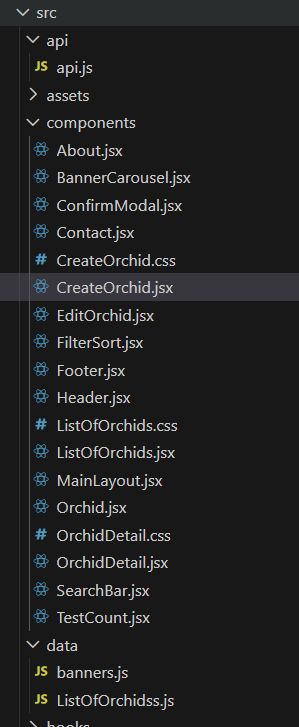 src
api
JS api.js
assets
components
About.jsx
BannerCarousel.jsx
ConfirmModal.jsx
Contact.jsx
# CreateOrchid.css
CreateOrchid.jsx
EditOrchid.jsx
FilterSort.jsx
Footer.jsx
Header.jsx
# ListOfOrchids.css
ListOfOrchids.jsx
MainLayout.jsx
Orchid.jsx
# OrchidDetail.css
OrchidDetail.jsx
SearchBar.jsx
TestCount.jsx
data
JS banners.js
JS ListOfOrchidss.js
hooks